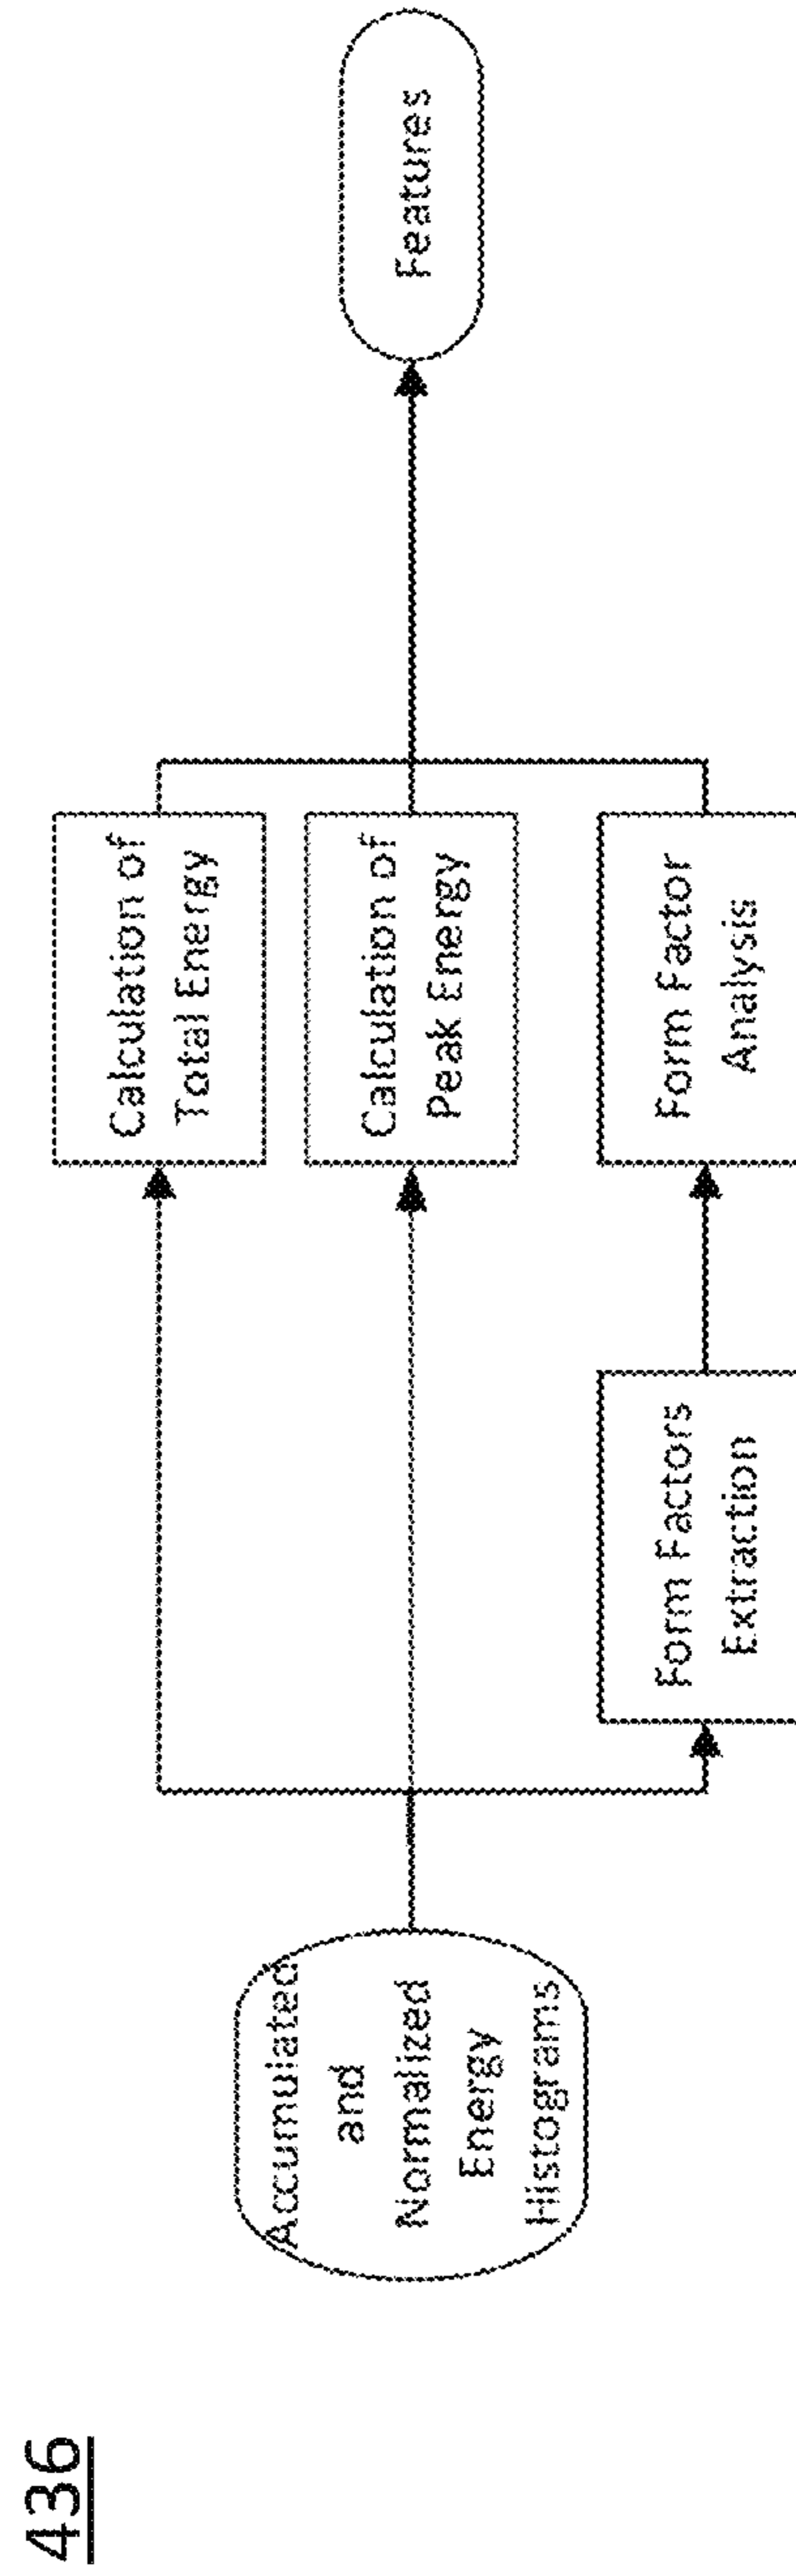 436
Accumulated
and
Normalized
Energy
Histograms
Calculation of
Total Energy
Calculation of
Peak Energy
Form Factors
Extraction
Form Factor
Analysis
Features